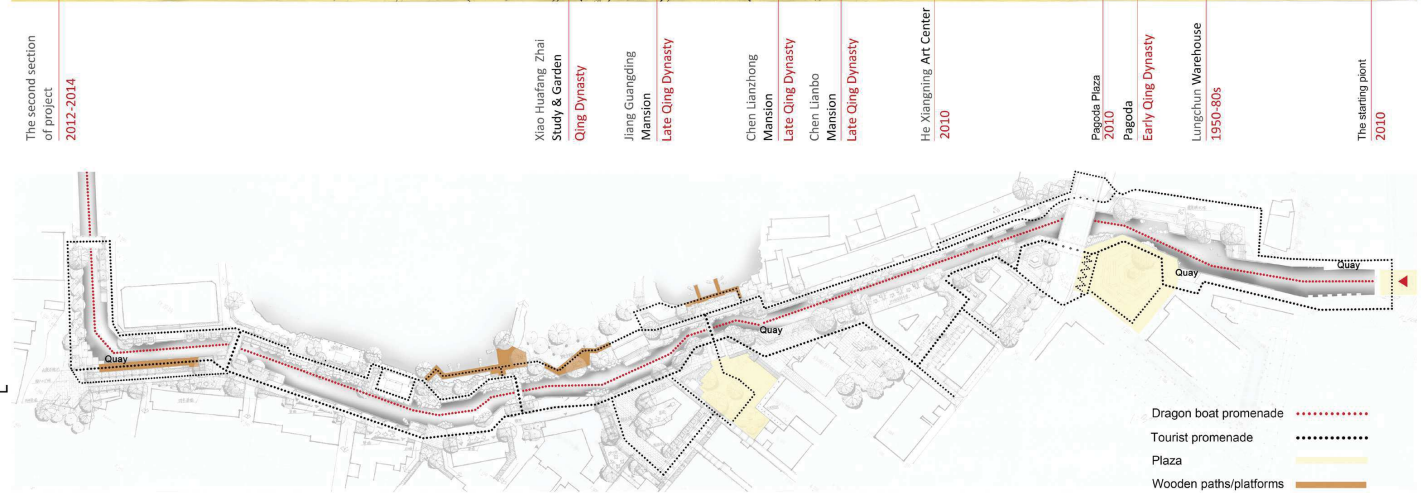 The second section
of project
2012-2014
Xiao Huafang Zhai
Study & Garden
Qing Dynasty
Jiang Guangding
Mansion
Late Qing Dynasty
Chen Lianzhong
Mansion
Late Qing Dynasty
Chen Lianbo
Mansion
Late Qing Dynasty
He Xiangning Art Center
2010
Pagoda Plaza
2010
Pagoda
Early Qing Dynasty
Lungchun Warehouse
1950-80s
The starting piont
2010
Quay
Quay
Quay
Quay
Dragon boat promenade
Tourist promenade
Plaza
Wooden paths/platforms